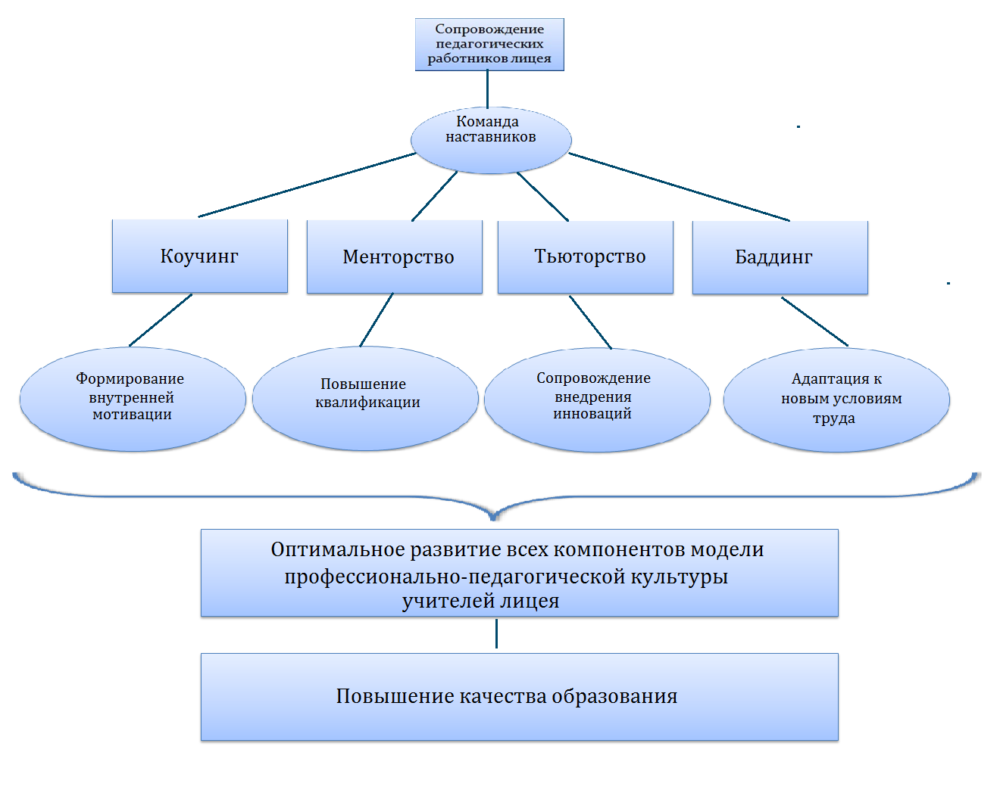 Сопровождение
педагогических
работников лицея
Команда
наставников
Коучинг
Менторство
Тьюторство
Баддинг
Формирование
внутренней
мотивации
Повышение
квалификации
Сопровождение
внедрения
инноваций
Адаптация к
новым условиям
труда
Оптимальное развитие всех компонентов модели
профессионально-педагогической культуры
учителей лицея
Повышение качества образования